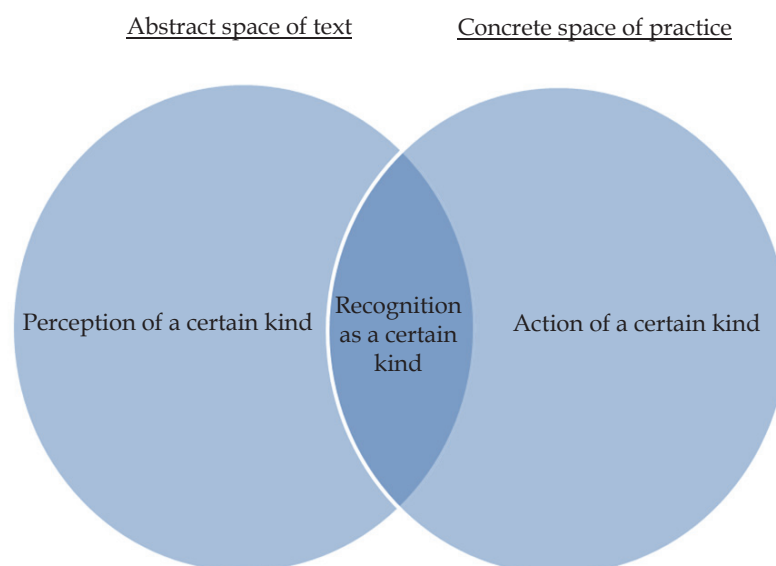 Abstract space of text
Concrete space of practice
Perception of a certain kind
Recognition
as a certain
kind
Action of a certain kind